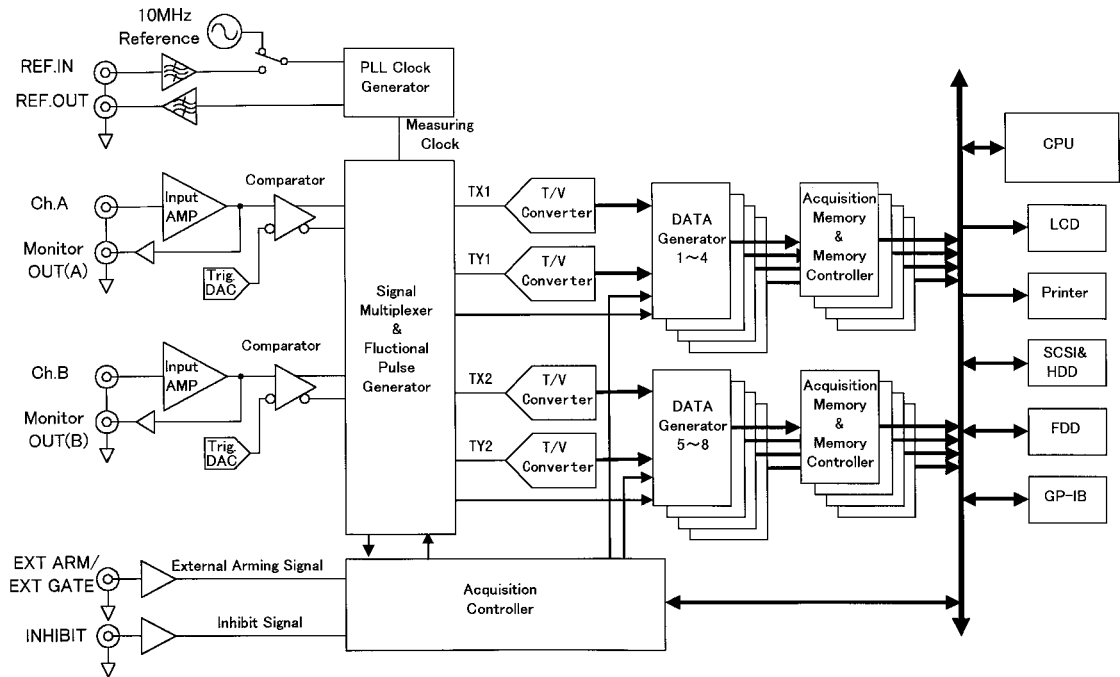 10MHz
Reference
REF.IN
REF.OUT
PLL Clock
Generator
Measuring
Clock
Ch.A
Input
AMP
Comparator
Monitor
OUT(A)
Trig.
DAC
Signal
Multiplexer
&
Fluctional
Pulse
Generator
TX1
T/V
Converter
TY1
T/V
Converter
DATA
Generator
1～4
Acquisition
Memory
&
Memory
Controller
Ch.B
Input
AMP
Comparator
Monitor
OUT(B)
Trig.
DAC
TX2
T/V
Converter
TY2
T/V
Converter
DATA
Generator
5～8
Acquisition
Memory
&
Memory
Controller
CPU
LCD
Printer
SCSI&
HDD
FDD
GP-IB
EXT ARM/
EXT GATE
External Arming Signal
INHIBIT
Inhibit Signal
Acquisition
Controller